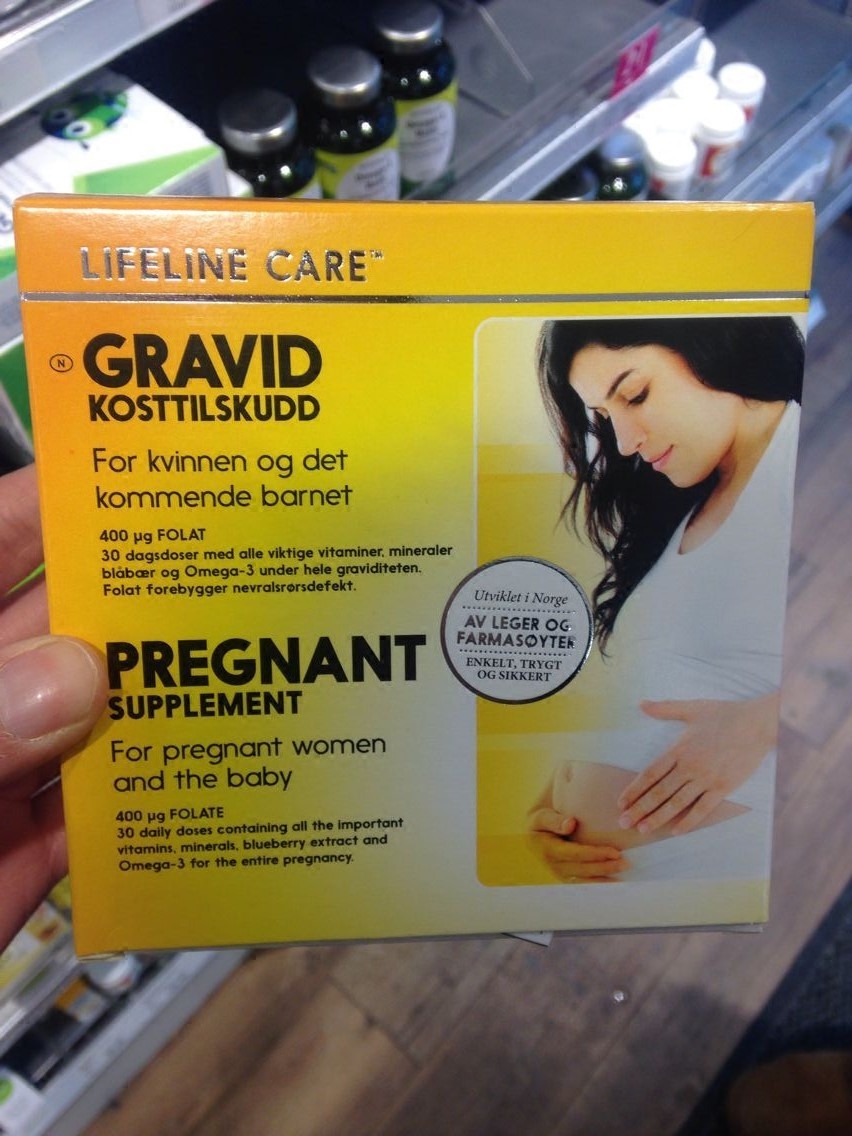 LIFELINE CARE™
N
GRAVID
KOSTTILSKUDD
For kvinnen og det
kommende barnet
400 µg FOLAT
30 dagsdoser med alle viktige vitaminer, mineraler
blåbær og Omega-3 under hele graviditeten.
Folat forebygger nevralsrørsdefekt.
Utviklet i Norge
AV LEGER OG
FARMASØYTER
ENKELT, TRYGT
OG SIKKERT
PREGNANT
SUPPLEMENT
For pregnant women
and the baby
400 µg FOLATE
30 daily doses containing all the important
vitamins, minerals, blueberry extract and
Omega-3 for the entire pregnancy.